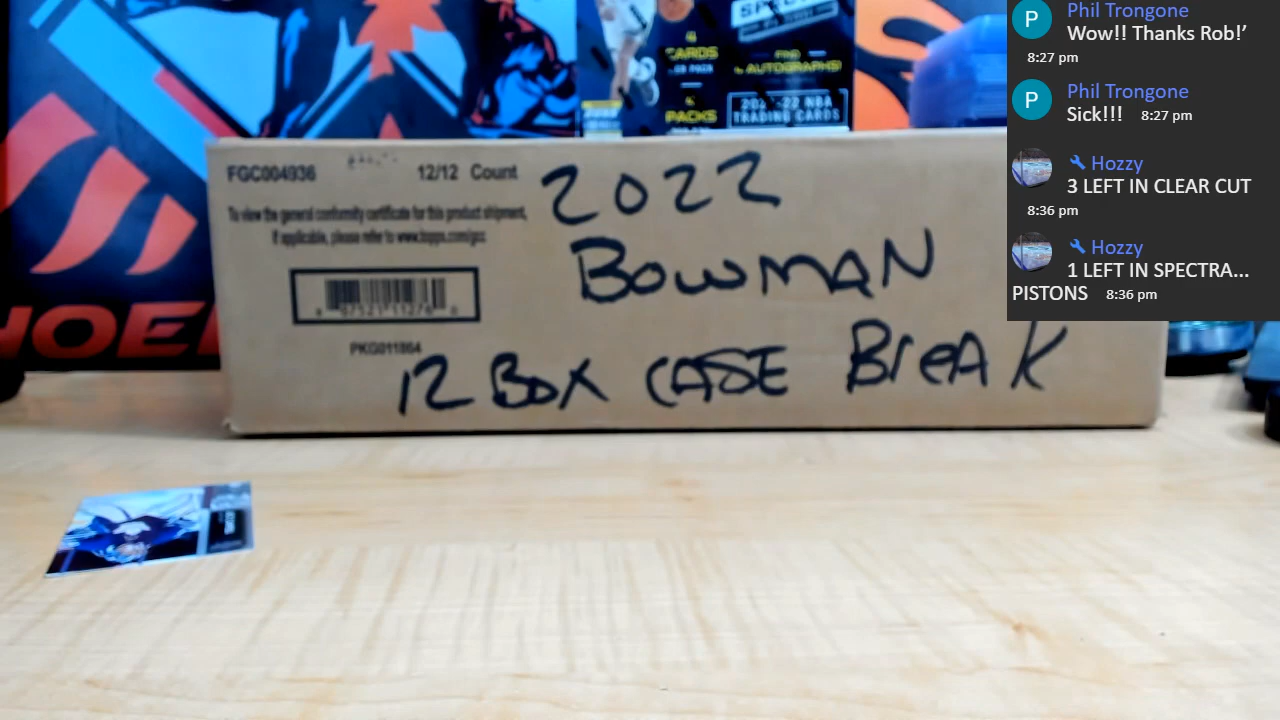 CARDS
4
PACKS
AUTOGRAPHS!
TRADING CARDS
FGC004936
12/12 Count
To view the general conformity certificate for this product shipment,
if applicable, please refer to www.topps.com/gcc
PKG011804
2022
BOWMAN
12 BOX CASE BreAK
Phil Trongone
Wow!! Thanks Rob!’
8:27 pm
P
Phil Trongone
Sick!!! 8:27 pm
P
Hozzy
3 LEFT IN CLEAR CUT
8:36 pm
Hozzy
1 LEFT IN SPECTRA...
PISTONS 8:36 pm